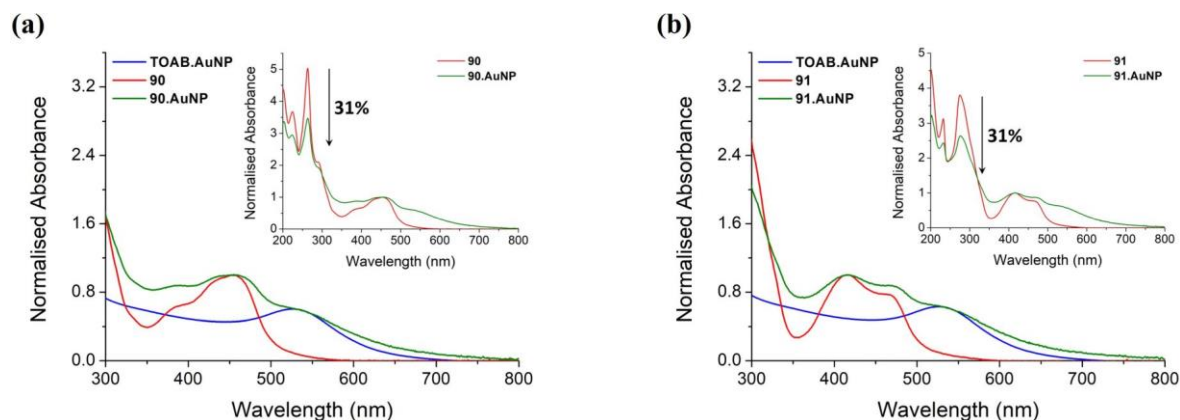 (a)
TOAB.AuNP
90
90.AuNP
Normalised Absorbance
3.2
2.4
1.6
0.8
0.0
300 400 500 600 700 800
Wavelength (nm)
90
90.AuNP
31%
Normalised Absorbance
5
4
3
2
1
0
200 300 400 500 600 700 800
Wavelength (nm)
(b)
TOAB.AuNP
91
91.AuNP
Normalised Absorbance
3.2
2.4
1.6
0.8
0.0
300 400 500 600 700 800
Wavelength (nm)
91
91.AuNP
31%
Normalised Absorbance
5
4
3
2
1
0
200 300 400 500 600 700 800
Wavelength (nm)